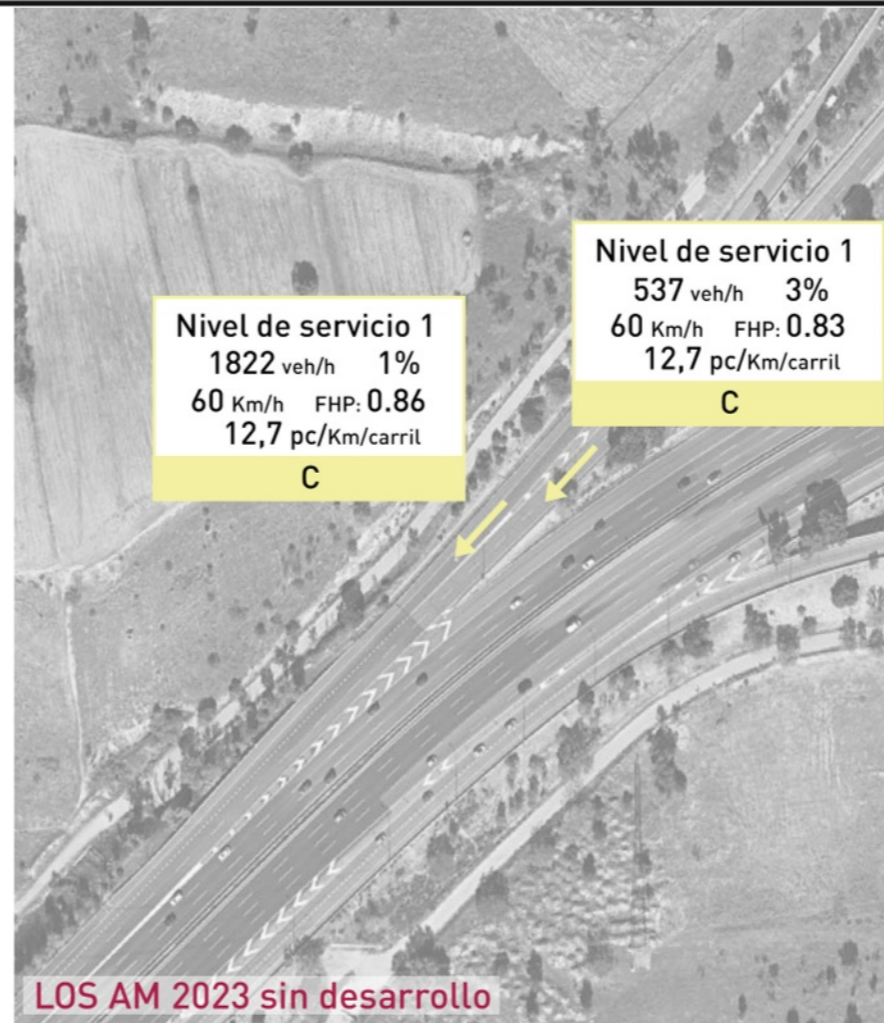 Nivel de servicio 1
1822 veh/h 1%
60 Km/h FHP: 0.86
12,7 pc/Km/carril
C
Nivel de servicio 1
537 veh/h 3%
60 Km/h FHP: 0.83
12,7 pc/Km/carril
C
LOS AM 2023 sin desarrollo